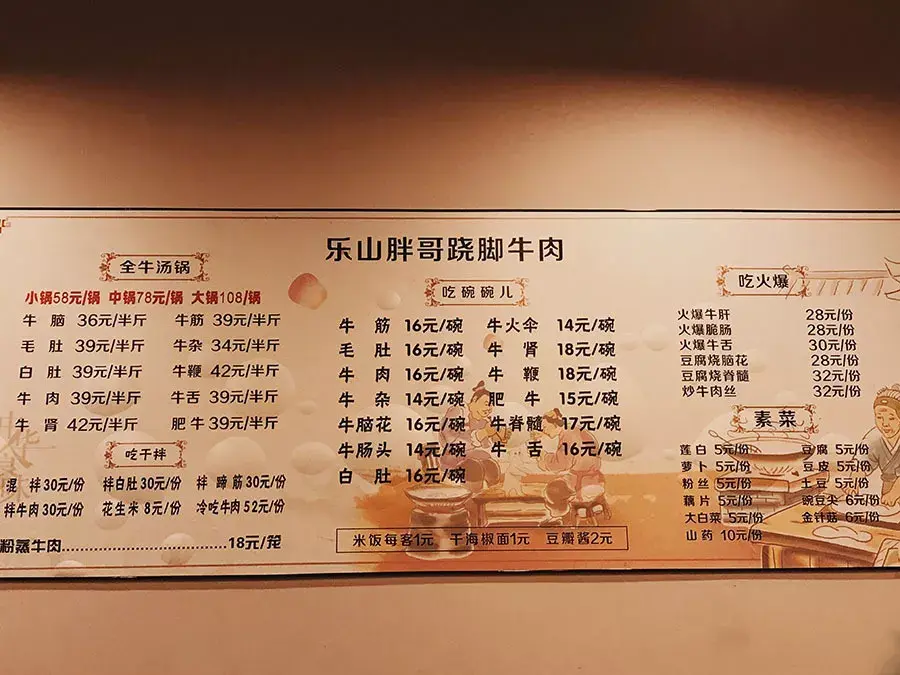 乐山胖哥跷脚牛肉
全牛汤锅
小锅58元/锅 中锅78元/锅 大锅108/锅
牛脑 36元/半斤 牛筋 39元/半斤
毛肚 39元/半斤 牛杂 34元/半斤
白肚 39元/半斤 牛鞭 42元/半斤
牛肉 39元/半斤 牛舌 39元/半斤
牛肾 42元/半斤 肥牛 39元/半斤
吃干拌
混拌 30元/份 拌白肚 30元/份 拌蹄筋 30元/份
拌牛肉 30元/份 花生米 8元/份 冷吃牛肉 52元/份
粉蒸牛肉……………………18元/笼
吃碗碗儿
牛筋 16元/碗 牛火伞 14元/碗
毛肚 16元/碗 牛肾 18元/碗
牛肉 16元/碗 牛鞭 18元/碗
牛杂 14元/碗 肥牛 15元/碗
牛脑花 16元/碗 牛脊髓 17元/碗
牛肠头 14元/碗 牛舌 16元/碗
白肚 16元/碗
米饭每客1元 干海椒面1元 豆瓣酱2元
吃火爆
火爆牛肝 28元/份
火爆脆肠 28元/份
火爆牛舌 30元/份
豆腐烧脑花 28元/份
豆腐烧脊髓 32元/份
炒牛肉丝 32元/份
素菜
莲白 5元/份 豆腐 5元/份
萝卜 5元/份 豆皮 5元/份
粉丝 5元/份 土豆 5元/份
藕片 5元/份 碗豆尖 6元/份
大白菜 5元/份 金针菇 6元/份
山药 10元/份